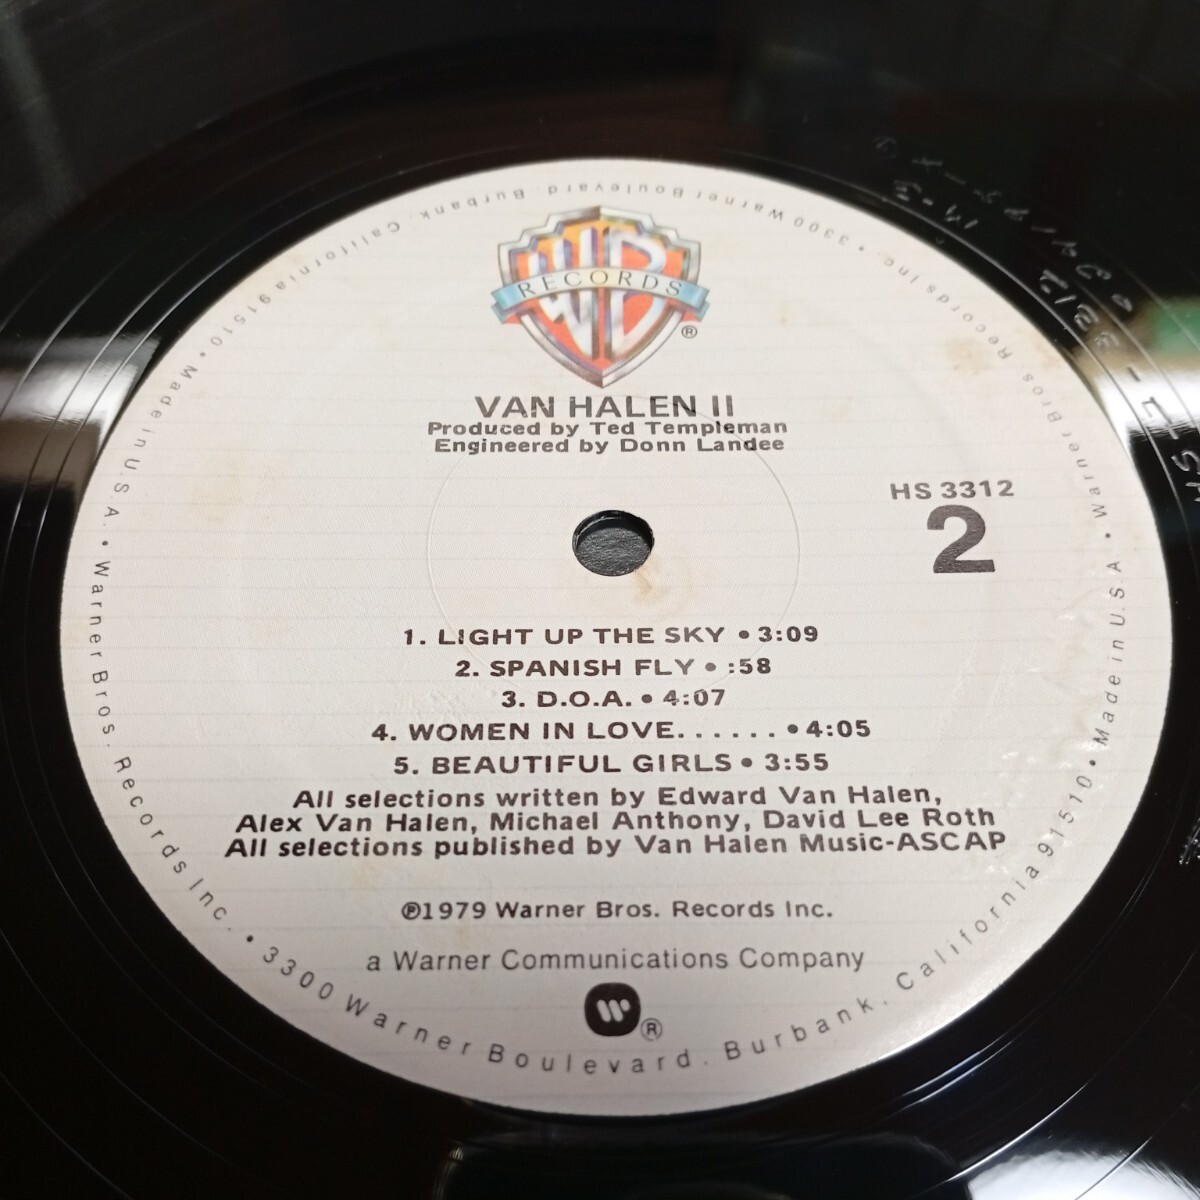 WB
RECORDS
®
VAN HALEN II
Produced by Ted Templeman
Engineered by Donn Landee
HS 3312
2
1. LIGHT UP THE SKY • 3:09
2. SPANISH FLY • :58
3. D.O.A. • 4:07
4. WOMEN IN LOVE...... • 4:05
5. BEAUTIFUL GIRLS • 3:55
All selections written by Edward Van Halen,
Alex Van Halen, Michael Anthony, David Lee Roth
All selections published by Van Halen Music-ASCAP
℗1979 Warner Bros. Records Inc.
a Warner Communications Company
W®
Warner Bros. Records Inc. • 3300 Warner Boulevard. Burbank. California 91510 • Made in U.S.A. • Warner Bros. Records Inc. • 3300 Warner Boulevard. Burbank. California 91510 • Made in U.S.A. •